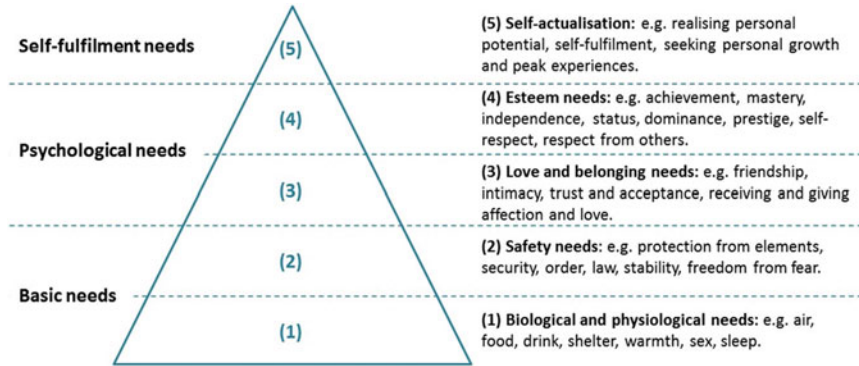 Self-fulfilment needs
(5)
(5) Self-actualisation: e.g. realising personal
potential, self-fulfilment, seeking personal growth
and peak experiences.
Psychological needs
(4)
(4) Esteem needs: e.g. achievement, mastery,
independence, status, dominance, prestige, self-
respect, respect from others.
(3)
(3) Love and belonging needs: e.g. friendship,
intimacy, trust and acceptance, receiving and giving
affection and love.
Basic needs
(2)
(2) Safety needs: e.g. protection from elements,
security, order, law, stability, freedom from fear.
(1)
(1) Biological and physiological needs: e.g. air,
food, drink, shelter, warmth, sex, sleep.